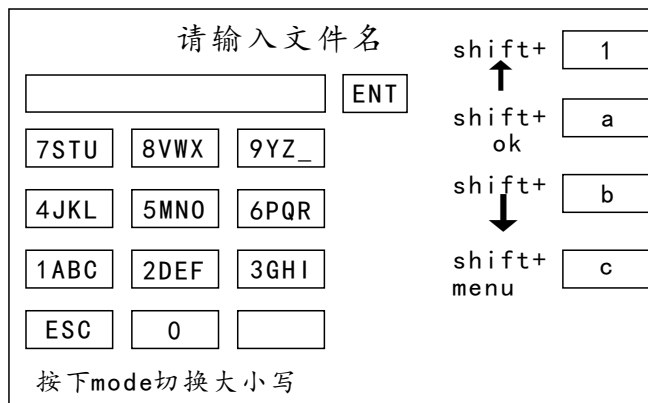 请输入文件名
ENT
7STU 8VWX 9YZ_
4JKL 5MNO 6PQR
1ABC 2DEF 3GHI
ESC 0
按下mode切换大小写
shift+ 1
shift+ a
ok
shift+ b
shift+ c
menu